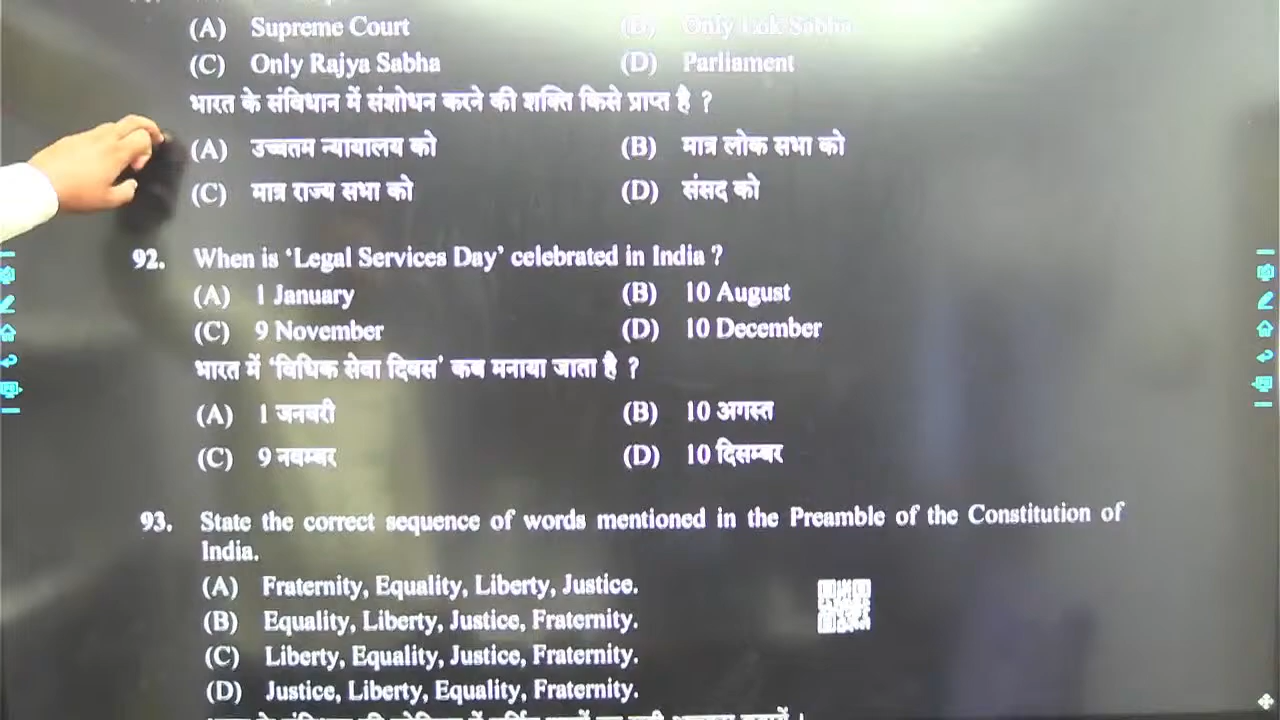 (A) Supreme Court (B) Only Lok Sabha
(C) Only Rajya Sabha (D) Parliament
भारत के संविधान में संशोधन करने की शक्ति किसे प्राप्त है ?
(A) उच्चतम न्यायालय को (B) मात्र लोक सभा को
(C) मात्र राज्य सभा को (D) संसद को
92. When is ‘Legal Services Day’ celebrated in India ?
(A) 1 January (B) 10 August
(C) 9 November (D) 10 December
भारत में ‘विधिक सेवा दिवस’ कब मनाया जाता है ?
(A) 1 जनवरी (B) 10 अगस्त
(C) 9 नवम्बर (D) 10 दिसम्बर
93. State the correct sequence of words mentioned in the Preamble of the Constitution of
India.
(A) Fraternity, Equality, Liberty, Justice.
(B) Equality, Liberty, Justice, Fraternity.
(C) Liberty, Equality, Justice, Fraternity.
(D) Justice, Liberty, Equality, Fraternity.